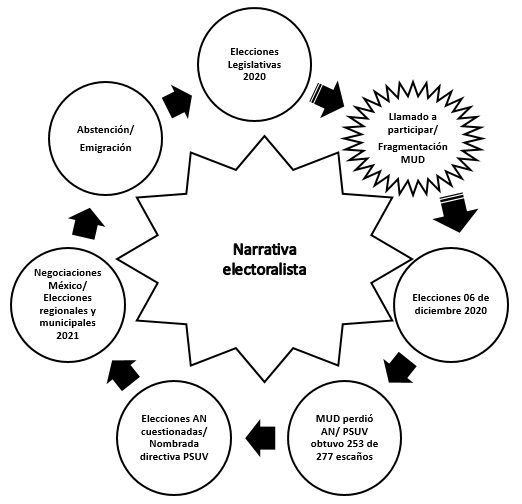 Elecciones
Legislativas
2020
Llamado a
participar/
Fragmentación
MUD
Elecciones 06 de
diciembre 2020
MUD perdió
AN/ PSUV
obtuvo 253 de
277 escaños
Elecciones AN
cuestionadas/
Nombrada
directiva PSUV
Negociaciones
México/
Elecciones
regionales y
municipales
2021
Abstención/
Emigración
Narrativa
electoralista